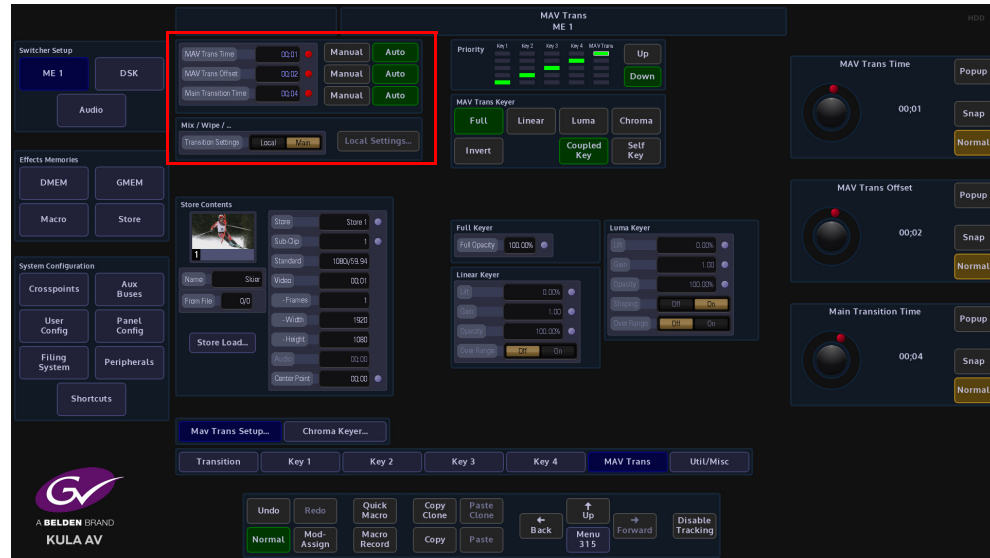 MAV Trans
ME 1
HDD
Switcher Setup
ME 1
DSK
Audio
Effects Memories
DMEM
GMEM
Macro
Store
System Configuration
Crosspoints
Aux
Buses
User
Config
Panel
Config
Filing
System
Peripherals
Shortcuts
MAV Trans Time 00;01 Manual Auto
MAV Trans Offset 00;02 Manual Auto
Main Transition Time 00;04 Manual Auto
Mix / Wipe / ...
Transition Settings Local Main Local Settings...
Priority
Key 1 Key 2 Key 3 Key 4 MAV Trans
Up
Down
MAV Trans Keyer
Full Linear Luma Chroma
Invert
Coupled
Key
Self
Key
Store Contents
1
Name Skier
From File 0/0
Store Load...
Store Store 1
Sub-Clip 1
Standard 1080i/59.94
Video 00;01
- Frames 1
- Width 1920
- Height 1080
Audio 00;00
Center Point 00;00
Full Keyer
Full Opacity 100.00%
Linear Keyer
Lift 0.00%
Gain 1.00
Opacity 100.00%
Over Range Off On
Luma Keyer
Lift 0.00%
Gain 1.00
Opacity 100.00%
Shaping Off On
Over Range Off On
MAV Trans Time
00;01
Popup
Snap
Normal
MAV Trans Offset
00;02
Popup
Snap
Normal
Main Transition Time
00;04
Popup
Snap
Normal
Mav Trans Setup... Chroma Keyer...
Transition Key 1 Key 2 Key 3 Key 4 MAV Trans Util/Misc
GV
A BELDEN BRAND
KULA AV
Undo
Redo
Quick
Macro
Copy
Clone
Paste
Clone
Normal
Mod-
Assign
Macro
Record
Copy
Paste
Back
Up
Menu
315
Forward
Disable
Tracking